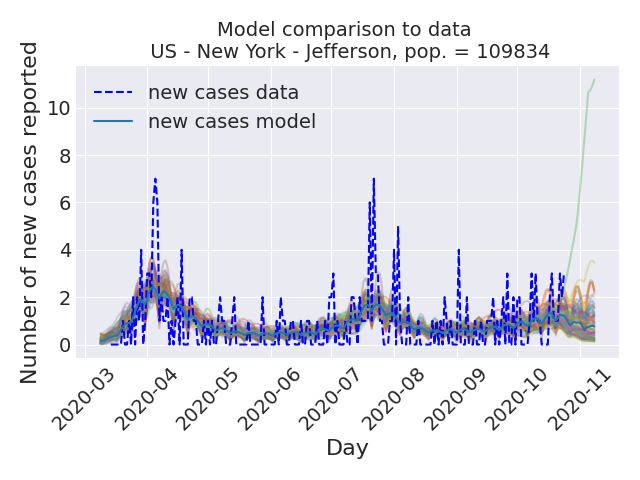 Model comparison to data
US - New York - Jefferson, pop. = 109834
Number of new cases reported
new cases data
new cases model
10
8
6
4
2
0
2020-03
2020-04
2020-05
2020-06
2020-07
2020-08
2020-09
2020-10
2020-11
Day